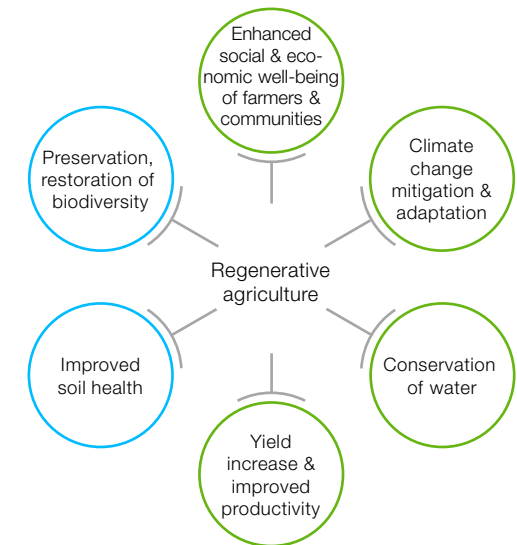 Enhanced
social & eco-
nomic well-being
of farmers &
communities
Preservation,
restoration of
biodiversity
Climate
change
mitigation &
adaptation
Regenerative
agriculture
Improved
soil health
Conservation
of water
Yield
increase &
improved
productivity